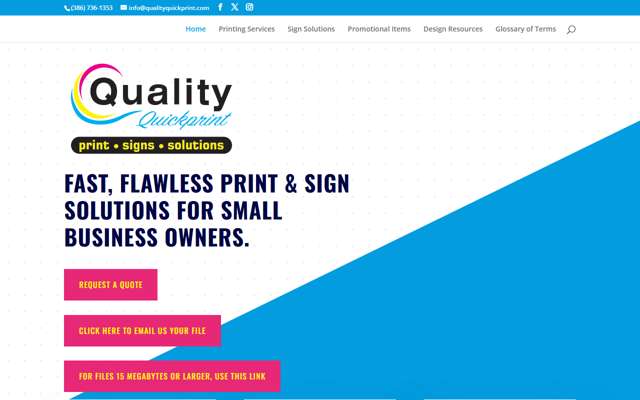 (386) 736-1353 info@qualityquickprint.com
Home Printing Services Sign Solutions Promotional Items Design Resources Glossary of Terms
Quality
Quickprint
print • signs • solutions
FAST, FLAWLESS PRINT & SIGN
SOLUTIONS FOR SMALL
BUSINESS OWNERS.
REQUEST A QUOTE
CLICK HERE TO EMAIL US YOUR FILE
FOR FILES 15 MEGABYTES OR LARGER, USE THIS LINK